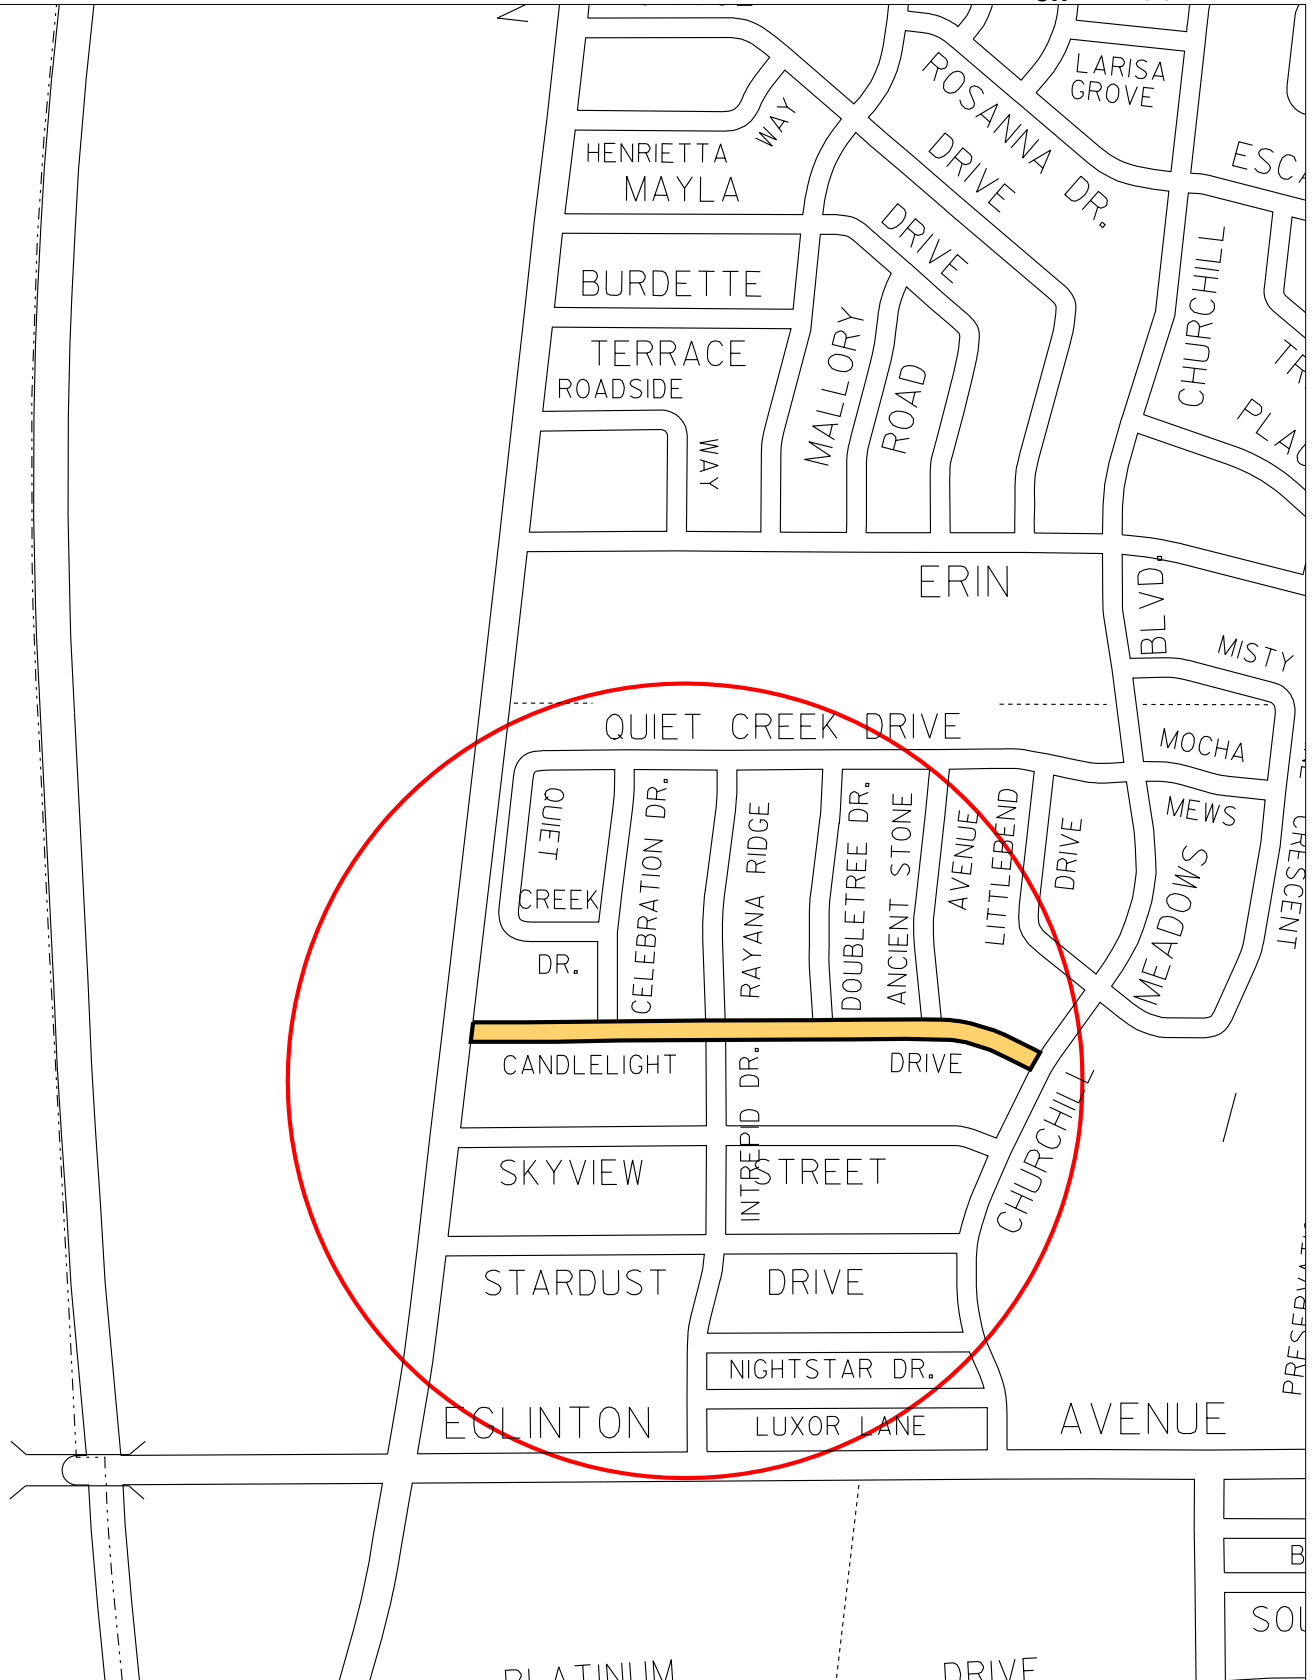 LARISA
GROVE
ROSANNA DR.
WAY
HENRIETTA
MAYLA
DRIVE
DRIVE
CHURCHILL
BURDETTE
TERRACE
ROADSIDE
WAY
MALLORY
ROAD
ERIN
BLVD.
MISTY
QUIET CREEK DRIVE
MOCHA
MEWS
CRESCENT
QUIET
CREEK
DR.
CELEBRATION DR.
RAYANA RIDGE
DOUBLETREE DR.
ANCIENT STONE
AVENUE
LITTLEBEND
DRIVE
MEADOWS
CANDLELIGHT DRIVE
INTREPID DR.
CHURCHILL
SKYVIEW STREET
STARDUST DRIVE
NIGHTSTAR DR.
LUXOR LANE
EGLINTON AVENUE
PLATINUM DRIVE